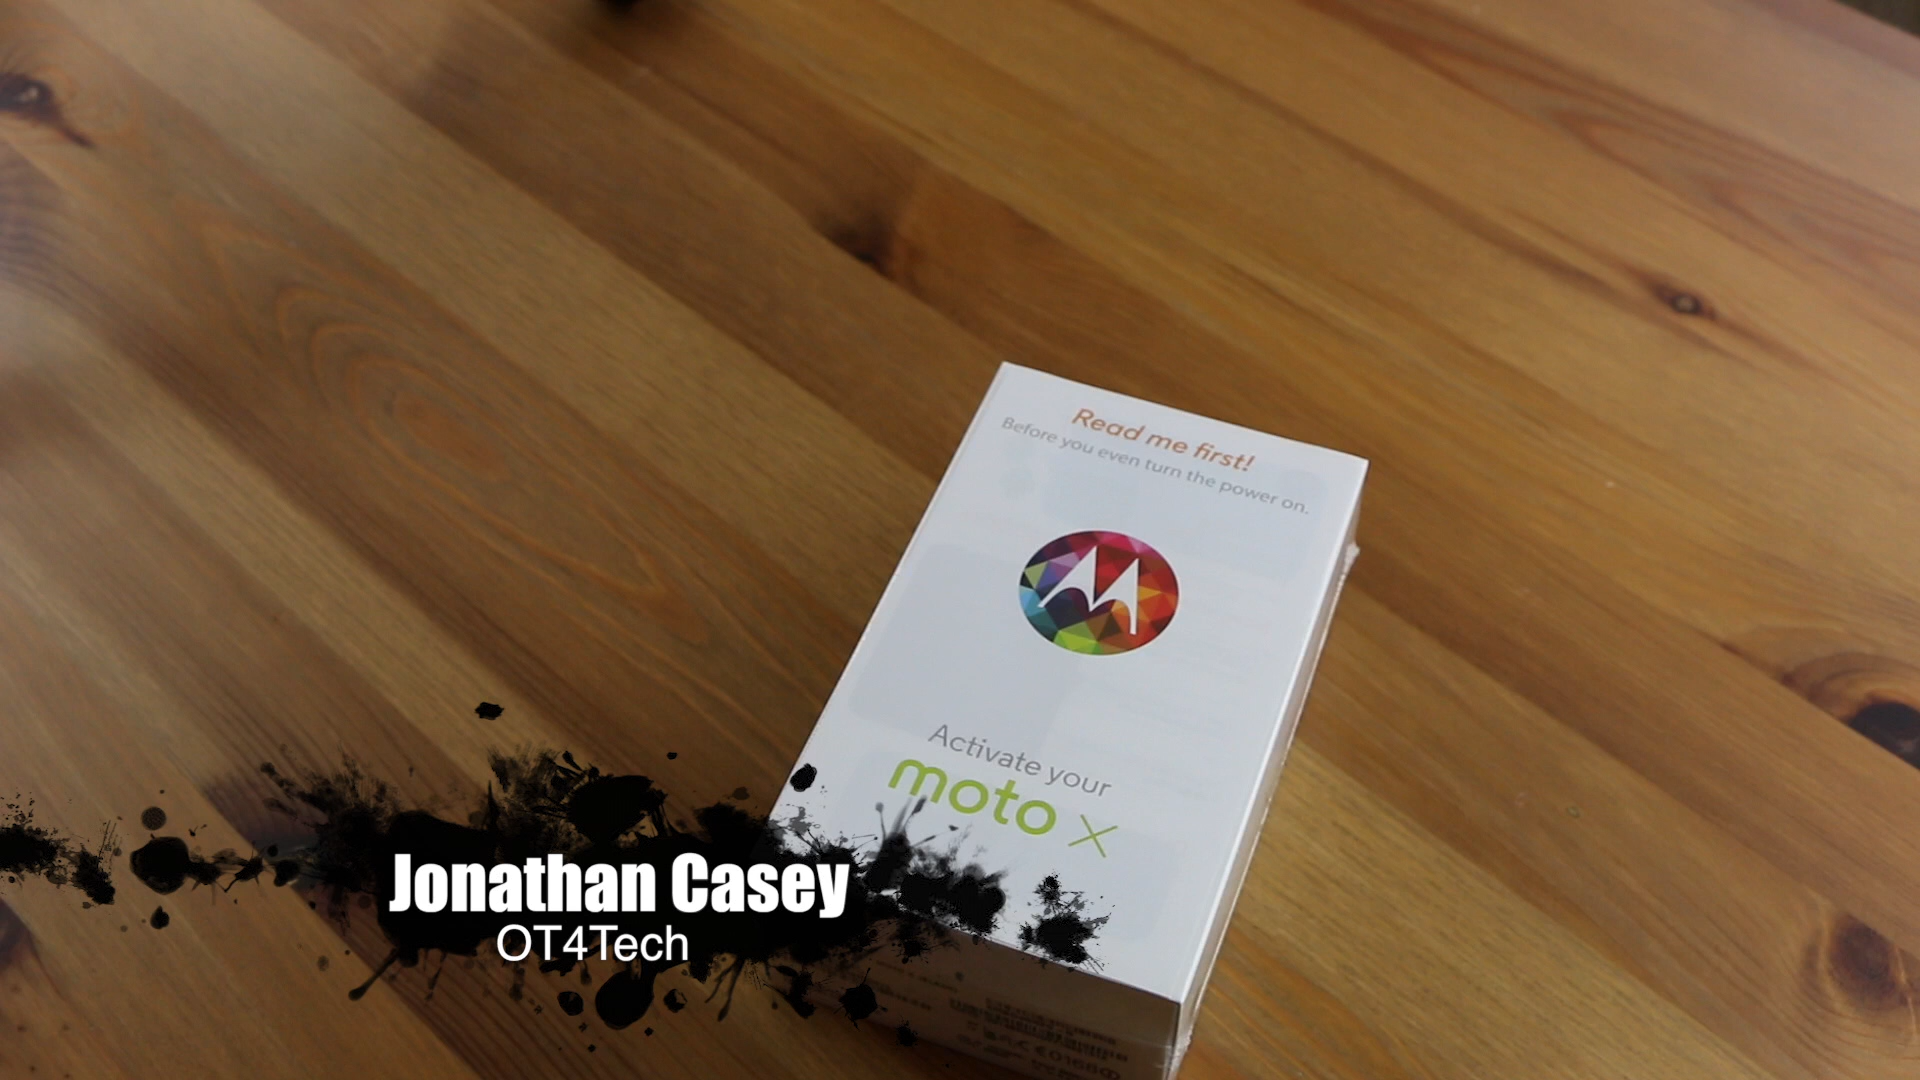 Read me first!
Before you even turn the power on.
Activate your
moto x
Jonathan Casey
OT4Tech